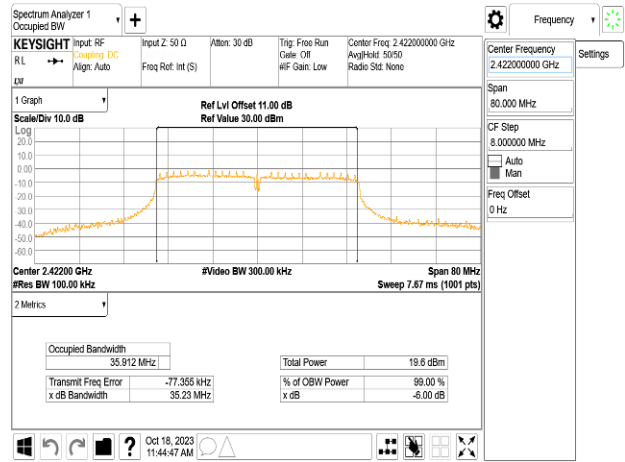 Spectrum Analyzer 1
Occupied BW
Frequency
KEYSIGHT
Input: RF
Input Z: 50 Ω
Atten: 30 dB
Trig: Free Run
Center Freq: 2.422000000 GHz
RL
Coupling: DC
Gate: Off
Avg|Hold: 50/50
Align: Auto
Freq Ref: Int (S)
#IF Gain: Low
Radio Std: None
LXI
Center Frequency
2.422000000 GHz
Settings
Span
80.000 MHz
CF Step
8.000000 MHz
Auto
Man
Freq Offset
0 Hz
1 Graph
Ref Lvl Offset 11.00 dB
Scale/Div 10.0 dB
Ref Value 30.00 dBm
Log
20.0
10.0
0.00
-10.0
-20.0
-30.0
-40.0
-50.0
-60.0
Center 2.42200 GHz
#Video BW 300.00 kHz
Span 80 MHz
#Res BW 100.00 kHz
Sweep 7.67 ms (1001 pts)
2 Metrics
Occupied Bandwidth
35.912 MHz
Total Power
19.6 dBm
Transmit Freq Error
-77.355 kHz
% of OBW Power
99.00 %
x dB Bandwidth
35.23 MHz
x dB
-6.00 dB
?
Oct 18, 2023
11:44:47 AM